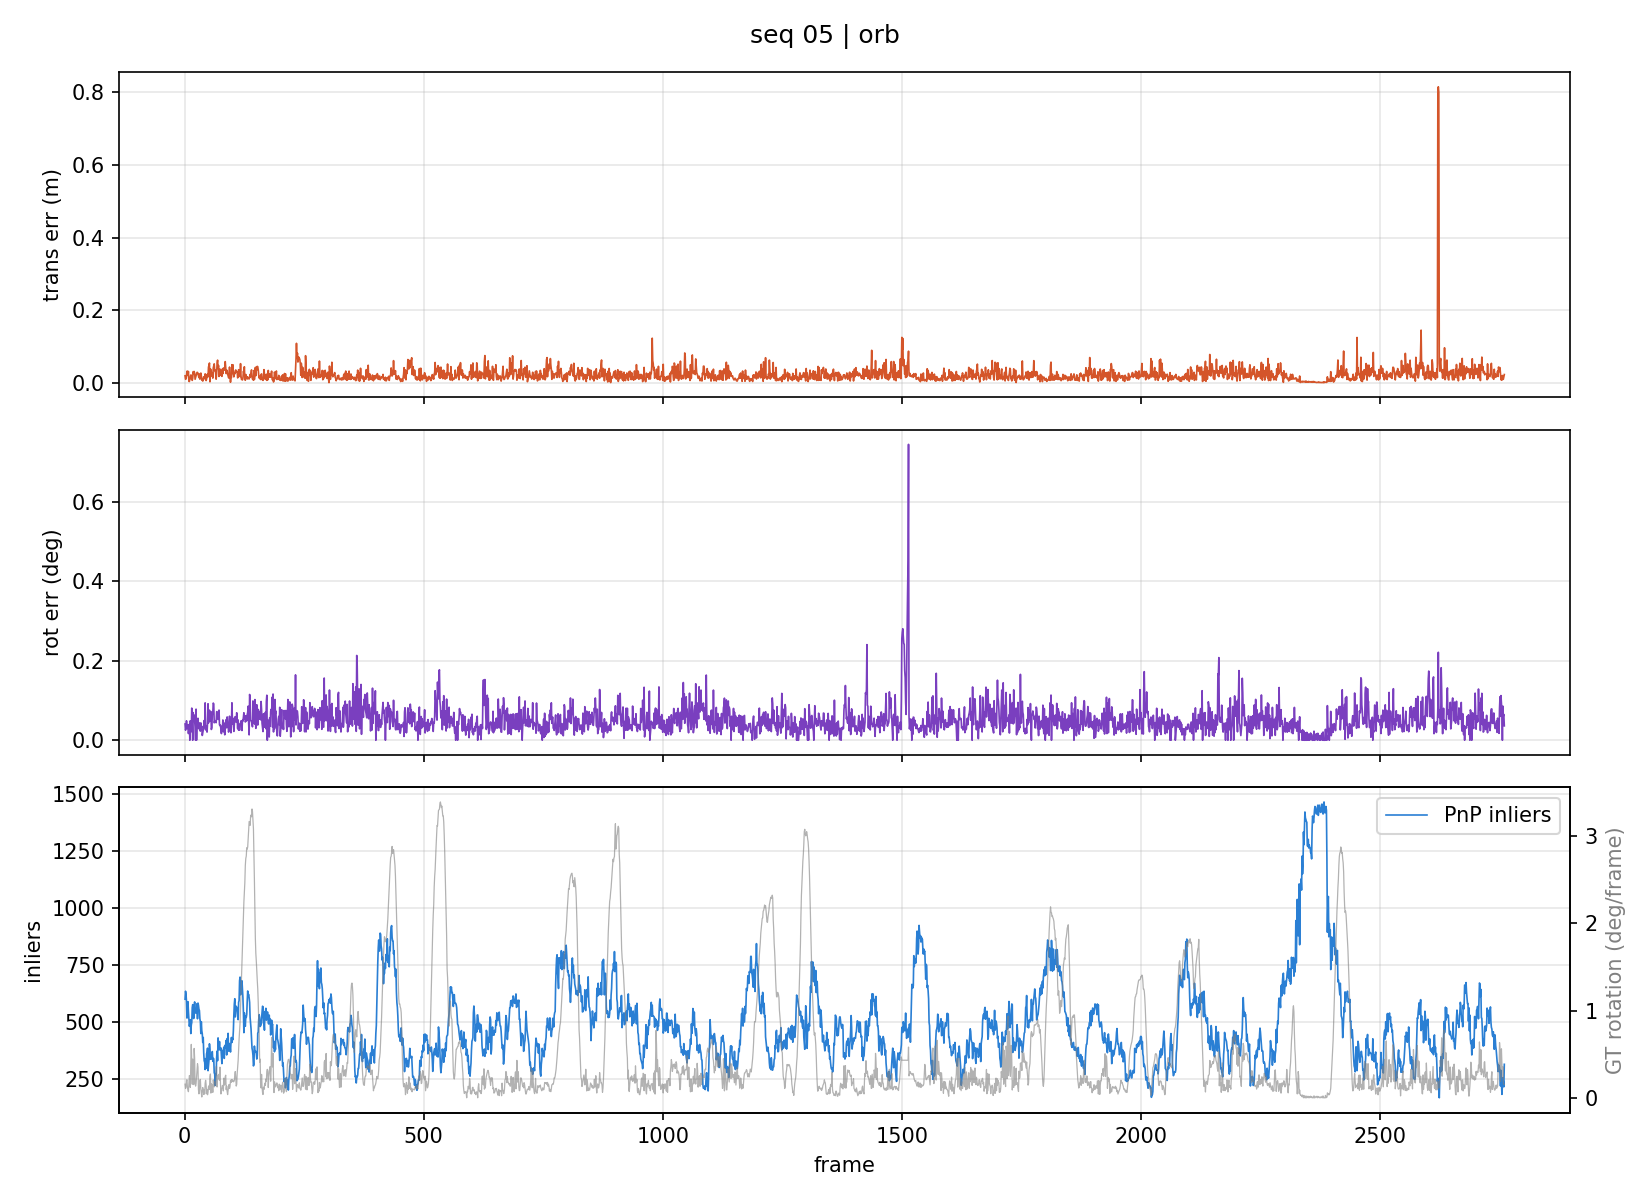 seq 05 | orb
trans err (m)
0.8
0.6
0.4
0.2
0.0
rot err (deg)
0.6
0.4
0.2
0.0
inliers
1500
1250
1000
750
500
250
PnP inliers
3
2
1
0
GT rotation (deg/frame)
0 500 1000 1500 2000 2500
frame